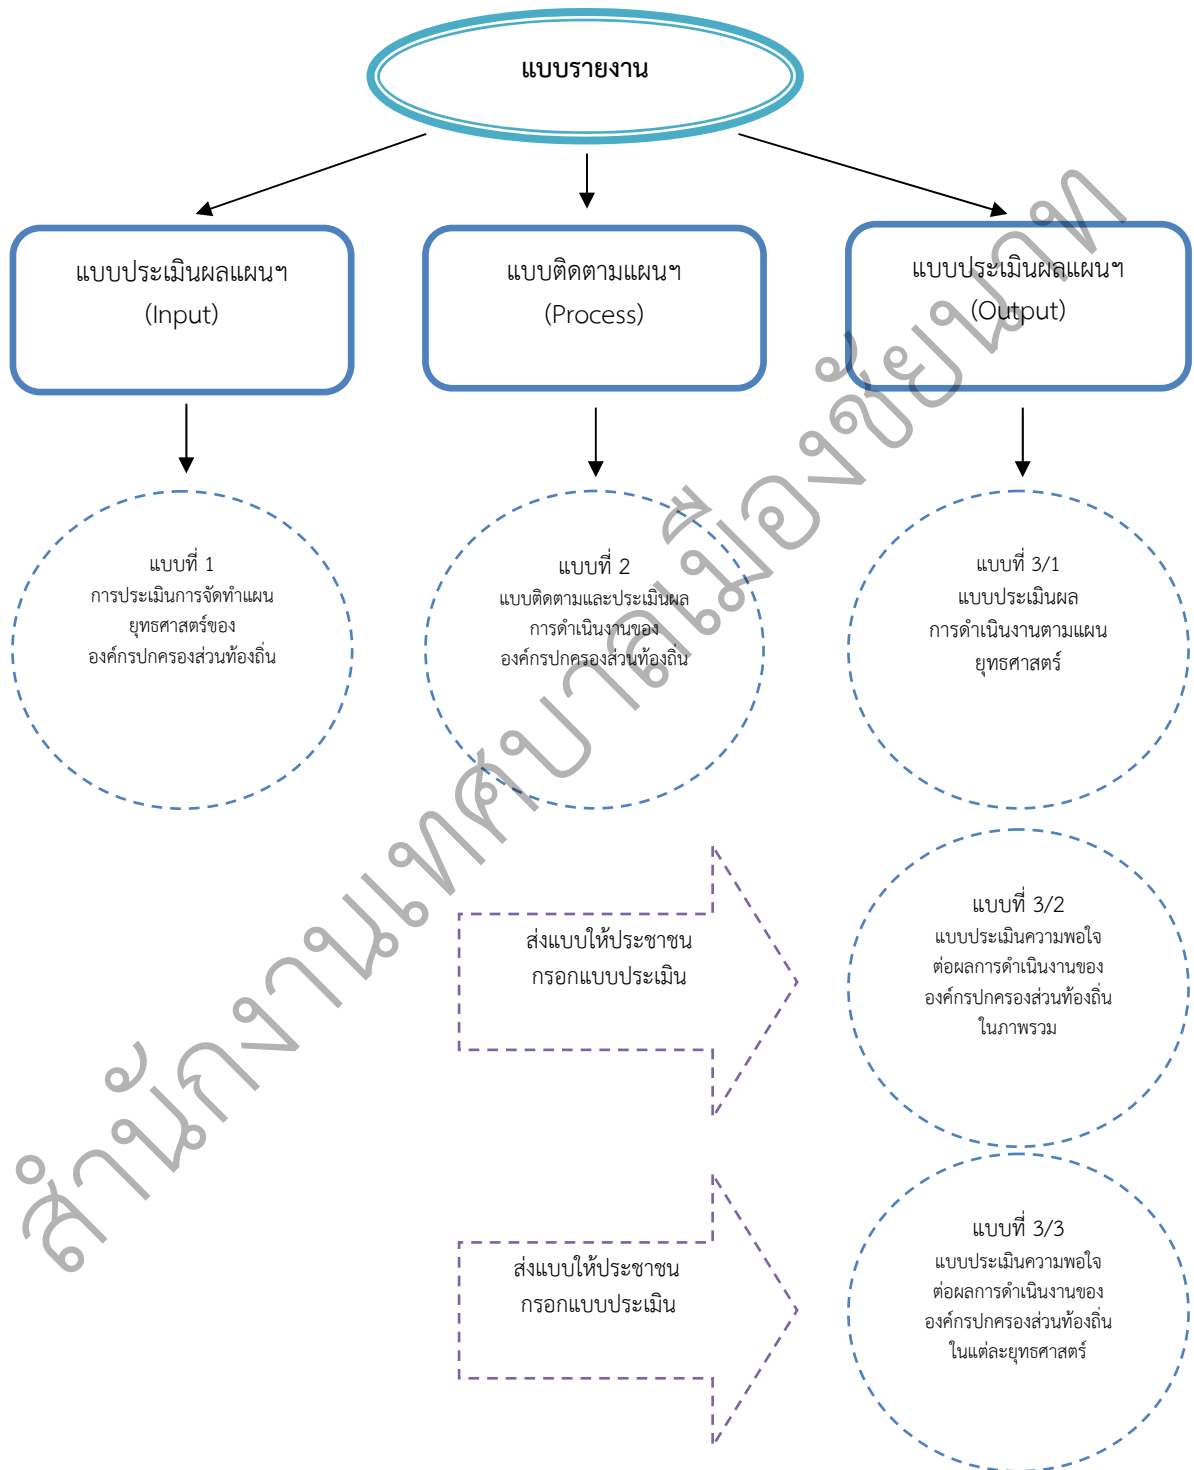 แบบรายงาน
แบบประเมินผลแผนฯ
(Input)
แบบติดตามแผนฯ
(Process)
แบบประเมินผลแผนฯ
(Output)
แบบที่ 1
การประเมินการจัดทำแผน
ยุทธศาสตร์ของ
องค์กรปกครองส่วนท้องถิ่น
แบบที่ 2
แบบติดตามและประเมินผล
การดำเนินงานของ
องค์กรปกครองส่วนท้องถิ่น
แบบที่ 3/1
แบบประเมินผล
การดำเนินงานตามแผน
ยุทธศาสตร์
ส่งแบบให้ประชาชน
กรอกแบบประเมิน
แบบที่ 3/2
แบบประเมินความพอใจ
ต่อผลการดำเนินงานของ
องค์กรปกครองส่วนท้องถิ่น
ในภาพรวม
ส่งแบบให้ประชาชน
กรอกแบบประเมิน
แบบที่ 3/3
แบบประเมินความพอใจ
ต่อผลการดำเนินงานของ
องค์กรปกครองส่วนท้องถิ่น
ในแต่ละยุทธศาสตร์
สำนักงานเทศบาลเมืองชัยนาท